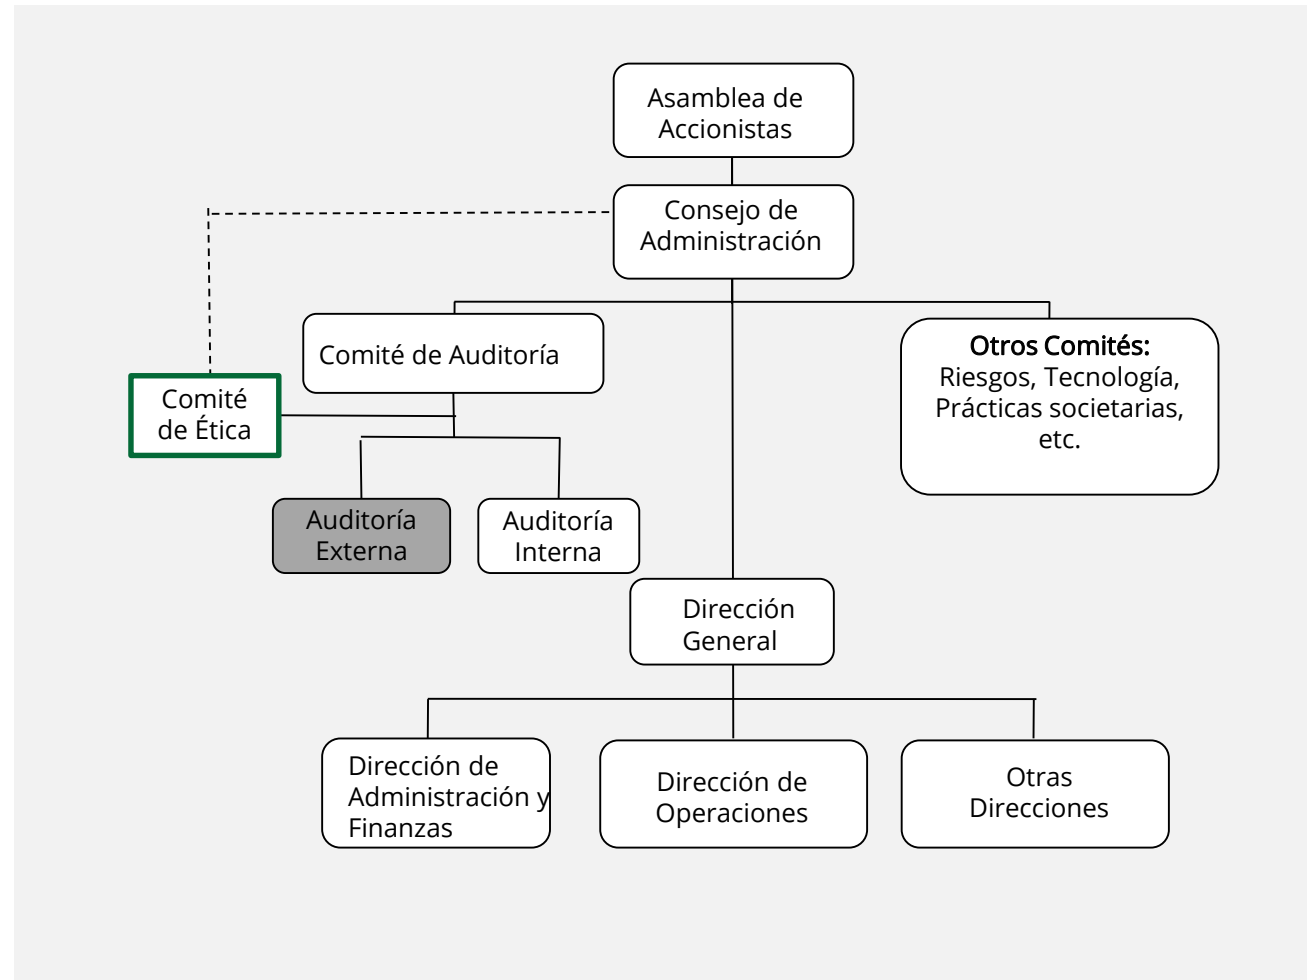 Asamblea de
Accionistas
Consejo de
Administración
Comité de Auditoría
Otros Comités:
Riesgos, Tecnología,
Prácticas societarias,
etc.
Comité
de Ética
Auditoría
Externa
Auditoría
Interna
Dirección
General
Dirección de
Administración y
Finanzas
Dirección de
Operaciones
Otras
Direcciones